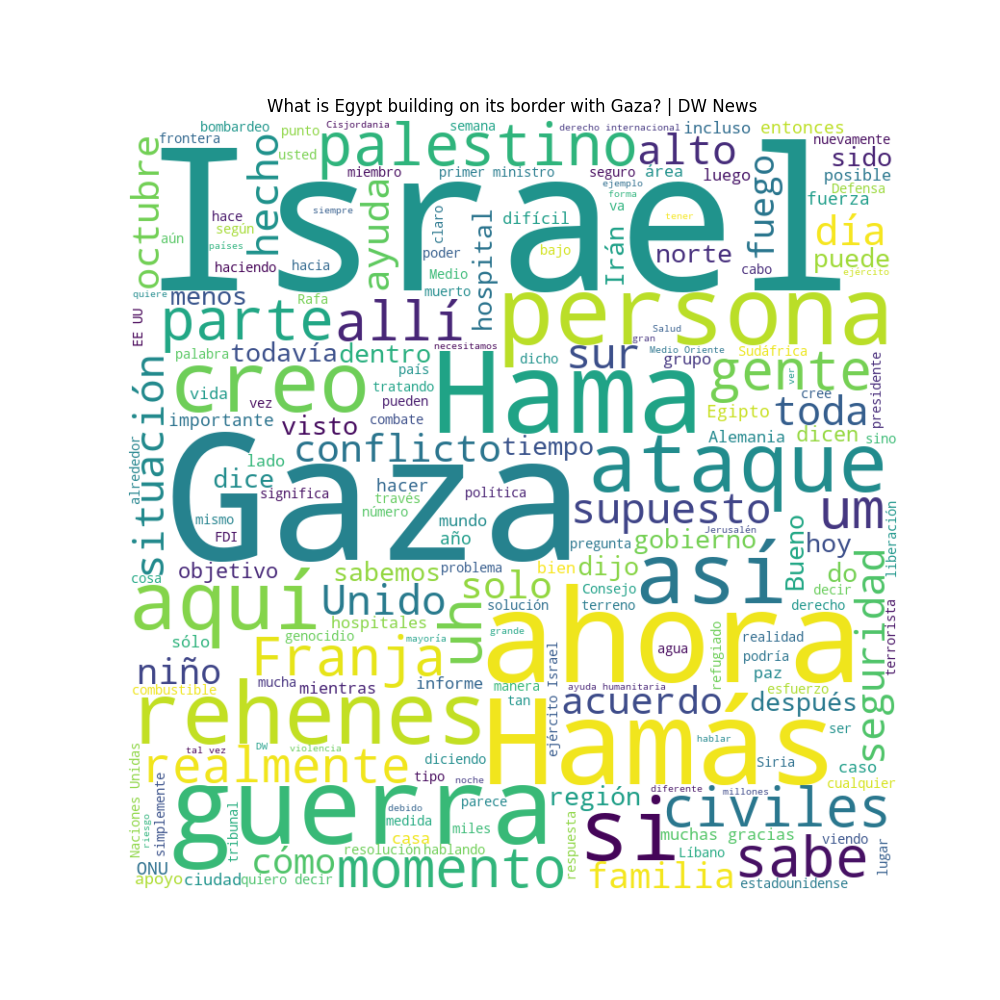 What is Egypt building on its border with Gaza? | DW News
bombardeo
Cisjordania
semana
derecho internacional
incluso
entonces
frontera
punto
palestino
alto
nuevamente
octubre
hecho
usted
sido
miembro
primer ministro
seguro
área
luego
posible
Israel
ayuda
ejemplo
forma
fuego
Defensa
fuerza
hace
siempre
claro
difícil
va
tener
día
según
aún
países
poder
hospital
bajo
Irán
norte
puede
haciendo
hacia
Medio
cabo
ejército
quiere
menos
Rafa
muerto
persona
EE UU
parte
allí
necesitamos
Salud
gran
palabra
todavía
dentro
dicho
sur
Medio Oriente
grupo
Sudáfrica
presidente
situación
creo
país
Hama
gente
ver
vida
vez
tratando
pueden
cree
importante
visto
combate
Egipto
toda
conflicto
tiempo
Alemania
dicen
sino
alrededor
lado
dice
ataque
Gaza
significa
hacer
política
través
número
supuesto
um
mismo
FDI
mundo
año
Jerusalén
liberación
pregunta
gobierno
Bueno
hoy
objetivo
sabemos
problema
bien
dijo
así
do
cosa
aquí
Unido
solo
Consejo
decir
seguridad
hospitales
uh
solución
terreno
derecho
sólo
genocidio
mayoría
grande
ahora
realidad
terrorista
Franja
agua
refugiado
podría
niño
mucha
mientras
informe
manera
ejército Israel
paz
combustible
tan
ayuda humanitaria
esfuerzo
rehenes
acuerdo
después
ser
Hamás
hablar
Naciones Unidas
tal vez
DW
violencia
diciendo
Siria
caso
realmente
tipo
noche
cualquier
simplemente
guerra
debido
parece
región
diferente
millones
civiles
riesgo
tribunal
medida
casa
miles
respuesta
si
muchas gracias
viendo
resolución
hablando
Líbano
sabe
lugar
ONU
cómo
momento
familia
apoyo
ciudad
quiero decir
estadounidense